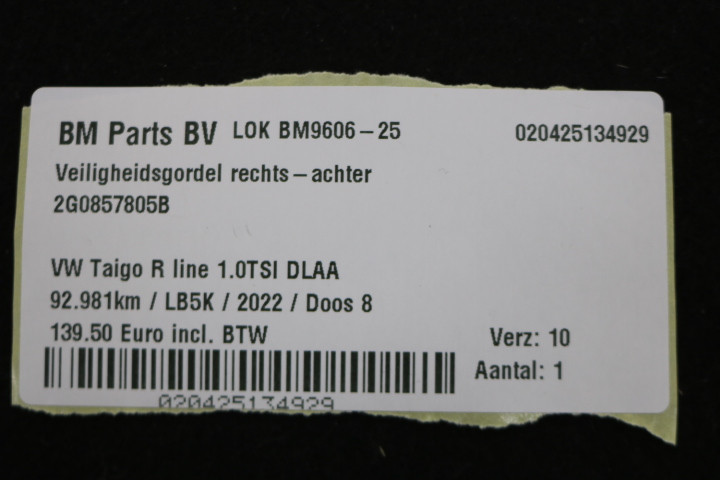 BM Parts BV LOK BM9606-25 020425134929
Veiligheidsgordel rechts-achter
2G0857805B
VW Taigo R line 1.0TSI DLAA
92.981km / LB5K / 2022 / Doos 8
139.50 Euro incl. BTW Verz: 10
Aantal: 1
020425134929